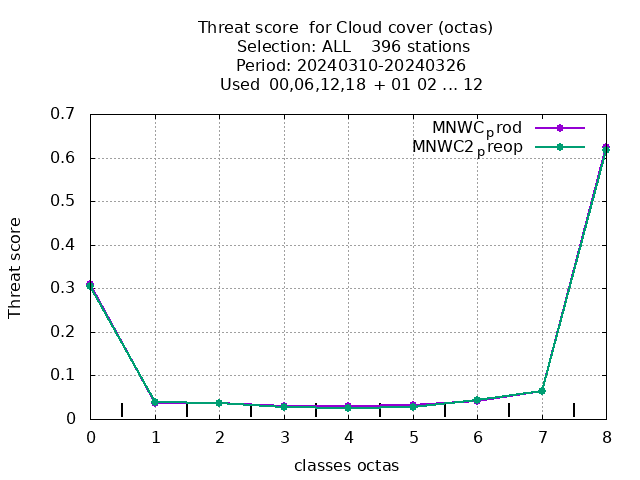 Threat score  for Cloud cover (octas)
Selection: ALL    396 stations
Period: 20240310-20240326
Used  00,06,12,18  + 01 02 ... 12
MNWCprod
MNWC2preop
0.7
0.6
0.5
0.4
0.3
0.2
0.1
0
Threat score
0 1 2 3 4 5 6 7 8
classes octas